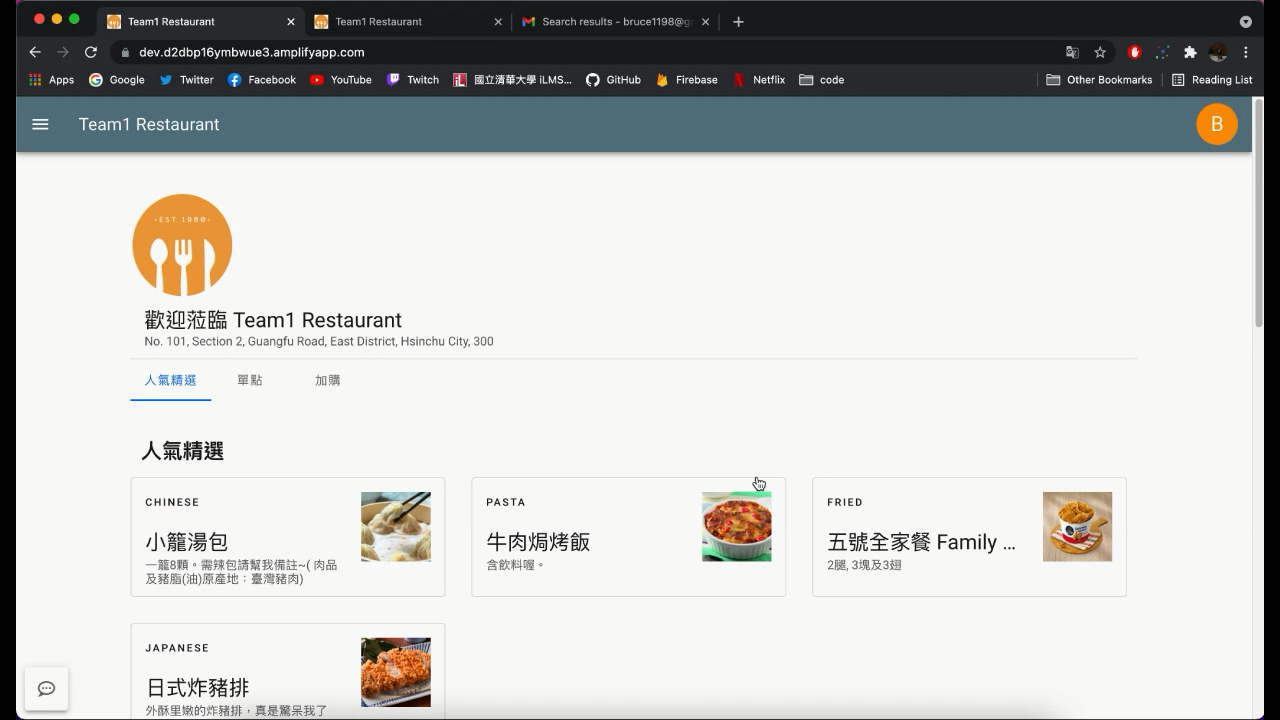 Team1 Restaurant
Team1 Restaurant
Search results - bruce1198@g
dev.d2dbp16ymbwue3.amplifyapp.com
Apps
Google
Twitter
Facebook
YouTube
Twitch
國立清華大學 iLMS...
GitHub
Firebase
Netflix
code
Other Bookmarks
Reading List
Team1 Restaurant
B
·EST 1980·
歡迎蒞臨 Team1 Restaurant
No. 101, Section 2, Guangfu Road, East District, Hsinchu City, 300
人氣精選
單點
加購
人氣精選
CHINESE
小籠湯包
一籠8顆。需辣包請幫我備註~( 肉品
及豬脂(油)原產地：臺灣豬肉)
PASTA
牛肉焗烤飯
含飲料喔。
FRIED
五號全家餐 Family ...
2腿, 3塊及3翅
JAPANESE
日式炸豬排
外酥里嫩的炸豬排，真是驚呆我了